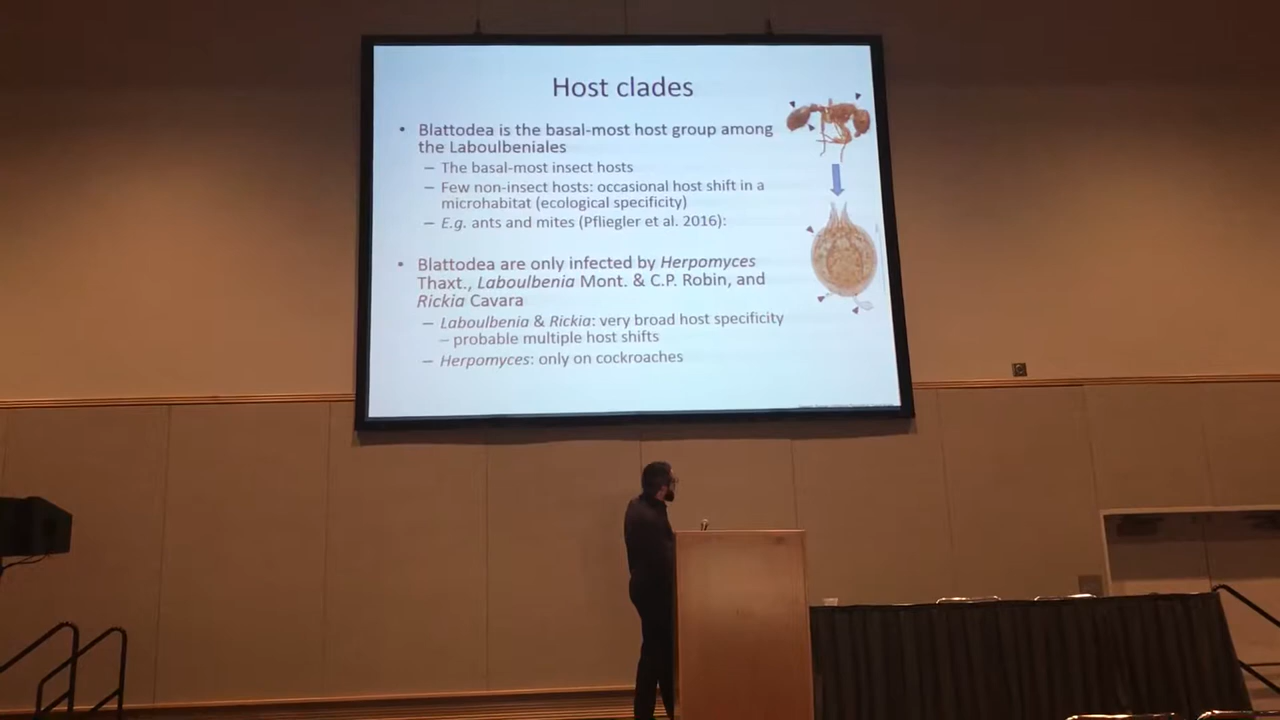 Host clades
• Blattodea is the basal-most host group among
the Laboulbeniales
– The basal-most insect hosts
– Few non-insect hosts: occasional host shift in a
microhabitat (ecological specificity)
– E.g. ants and mites (Pfliegler et al. 2016):
• Blattodea are only infected by Herpomyces
Thaxt., Laboulbenia Mont. & C.P. Robin, and
Rickia Cavara
– Laboulbenia & Rickia: very broad host specificity
– probable multiple host shifts
– Herpomyces: only on cockroaches